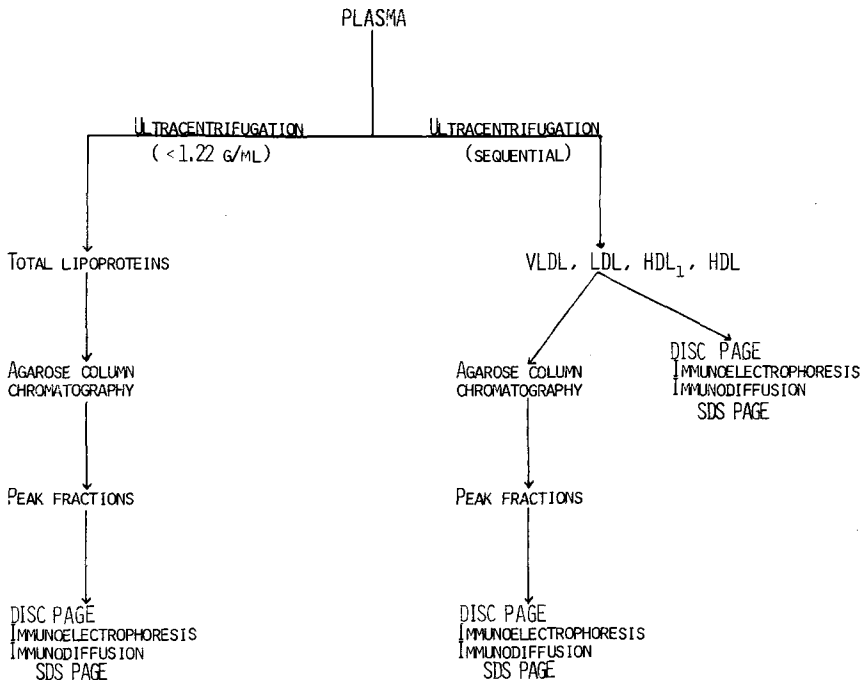 PLASMA
ULTRACENTRIFUGATION
(<1.22 G/ML)
ULTRACENTRIFUGATION
(SEQUENTIAL)
TOTAL LIPOPROTEINS
VLDL, LDL, HDL₁, HDL
AGAROSE COLUMN
CHROMATOGRAPHY
AGAROSE COLUMN
CHROMATOGRAPHY
DISC PAGE
IMMUNOELECTROPHORESIS
IMMUNODIFFUSION
SDS PAGE
PEAK FRACTIONS
PEAK FRACTIONS
DISC PAGE
IMMUNOELECTROPHORESIS
IMMUNODIFFUSION
SDS PAGE
DISC PAGE
IMMUNOELECTROPHORESIS
IMMUNODIFFUSION
SDS PAGE